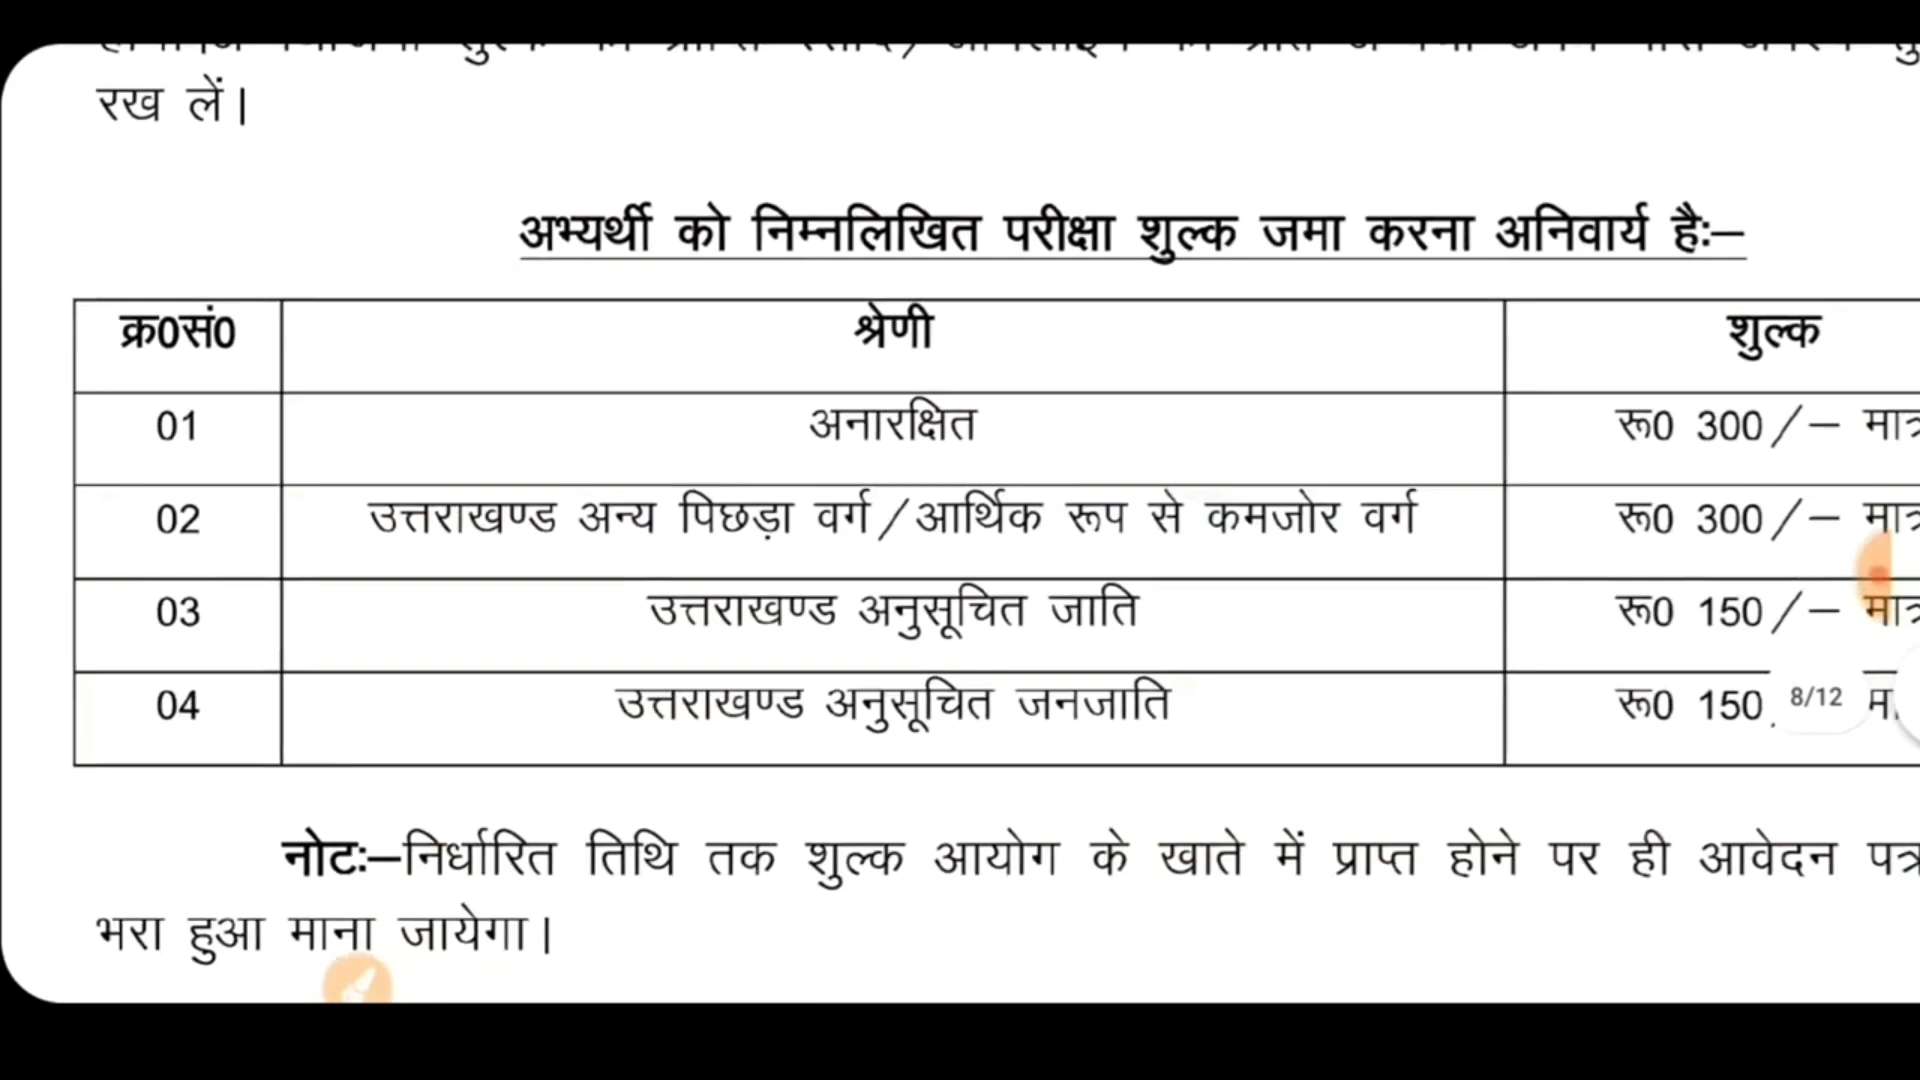 रख लें।
अभ्यर्थी को निम्नलिखित परीक्षा शुल्क जमा करना अनिवार्य है:—
क्र0सं0 श्रेणी शुल्क
01 अनारक्षित रू0 300/— मात्र
02 उत्तराखण्ड अन्य पिछड़ा वर्ग/आर्थिक रूप से कमजोर वर्ग रू0 300/— मात्र
03 उत्तराखण्ड अनुसूचित जाति रू0 150/— मात्र
04 उत्तराखण्ड अनुसूचित जनजाति रू0 150
8/12
नोटः—निर्धारित तिथि तक शुल्क आयोग के खाते में प्राप्त होने पर ही आवेदन पत्र
भरा हुआ माना जायेगा।